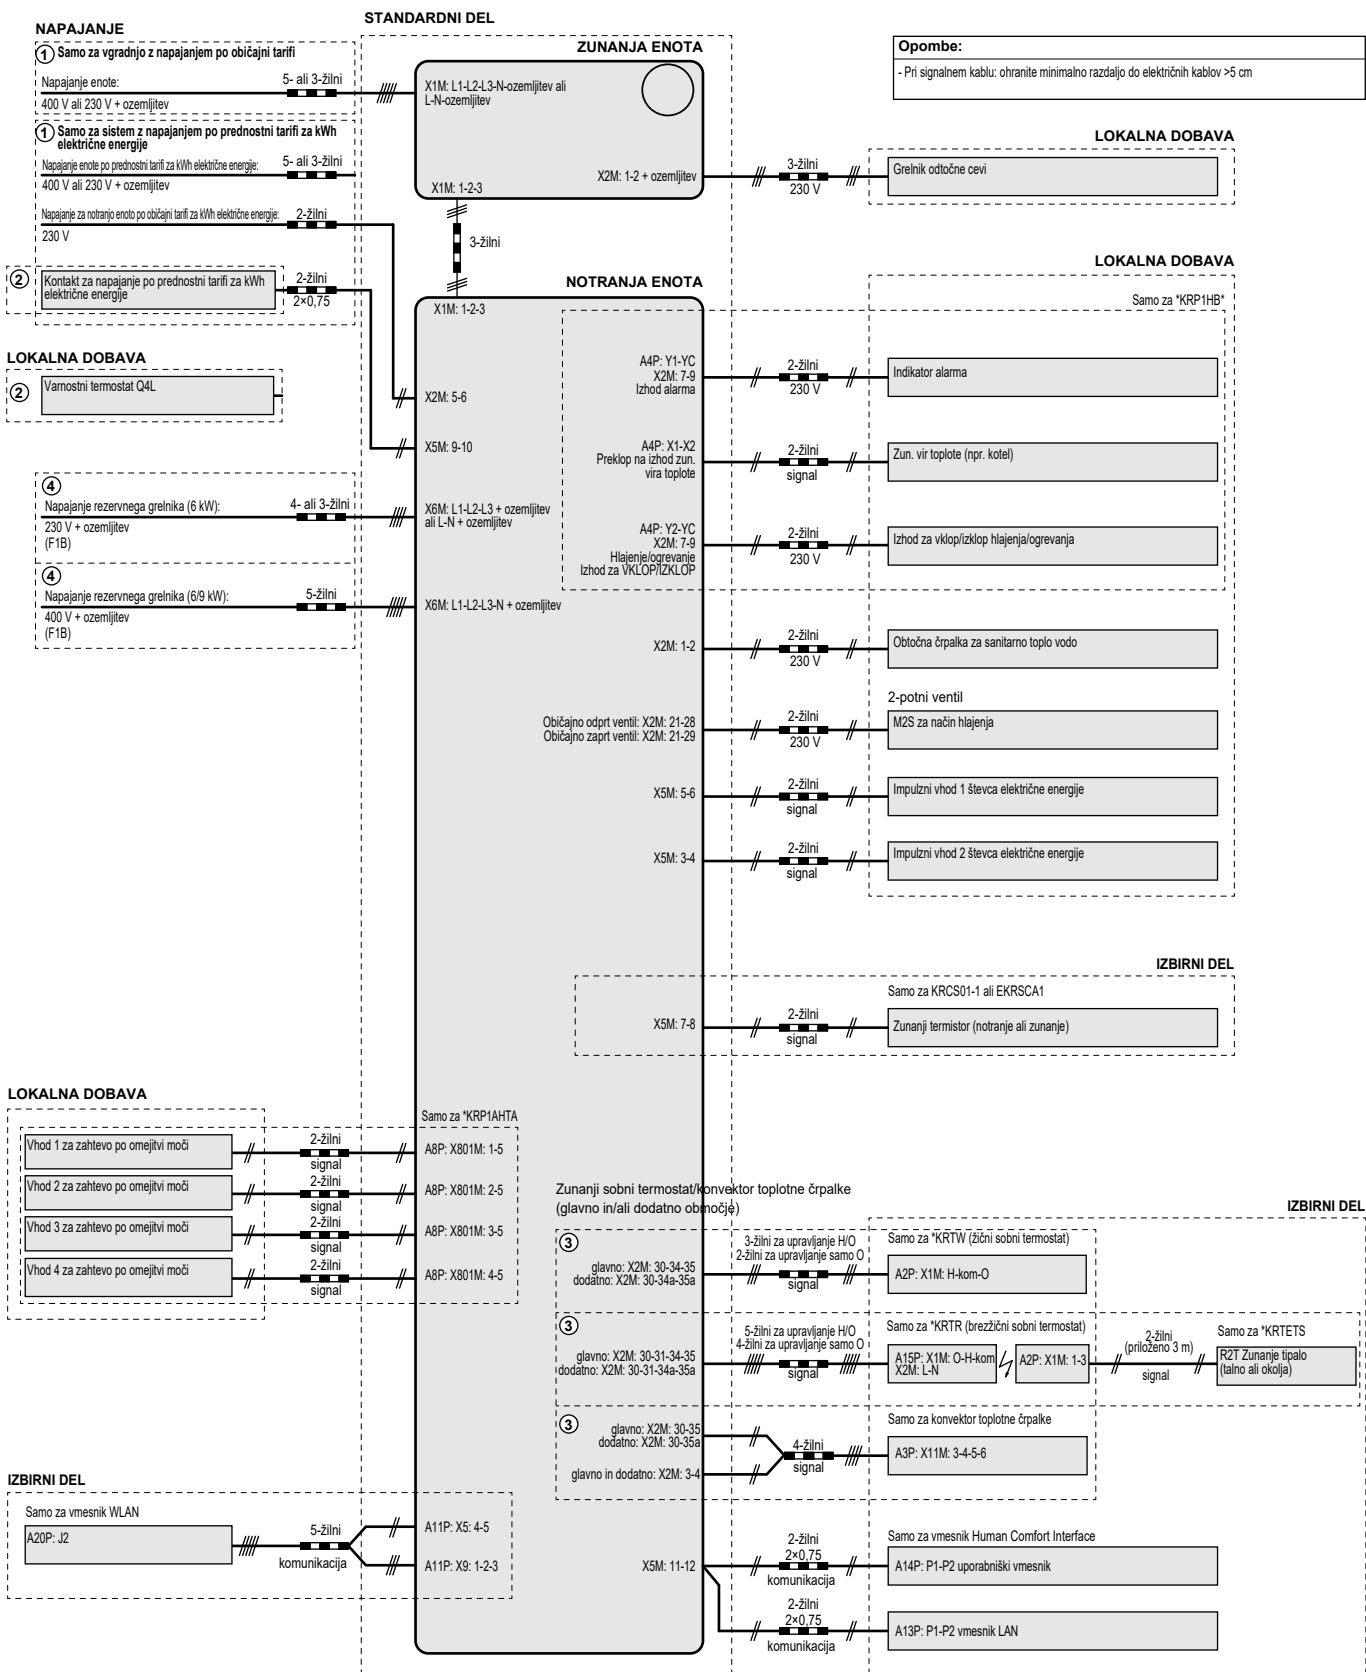 STANDARDNI DEL
NAPAJANJE
① Samo za vgradnjo z napajanjem po običajni tarifi
Napajanje enote:
5- ali 3-žilni
400 V ali 230 V + ozemljitev
① Samo za sistem z napajanjem po prednostni tarifi za kWh
električne energije
Napajanje enote po prednostni tarifi za kWh električne energije:
5- ali 3-žilni
400 V ali 230 V + ozemljitev
Napajanje za notranjo enoto po običajni tarifi za kWh električne energije:
2-žilni
230 V
②
Kontakt za napajanje po prednostni tarifi za kWh
električne energije
2-žilni
2×0,75
LOKALNA DOBAVA
②
Varnostni termostat Q4L
④
Napajanje rezervnega grelnika (6 kW):
4- ali 3-žilni
230 V + ozemljitev
(F1B)
④
Napajanje rezervnega grelnika (6/9 kW):
5-žilni
400 V + ozemljitev
(F1B)
ZUNANJA ENOTA
X1M: L1-L2-L3-N-ozemljitev ali
L-N-ozemljitev
X2M: 1-2 + ozemljitev
X1M: 1-2-3
3-žilni
Opombe:
- Pri signalnem kablu: ohranite minimalno razdaljo do električnih kablov >5 cm
LOKALNA DOBAVA
3-žilni
230 V
Grelnik odtočne cevi
NOTRANJA ENOTA
X1M: 1-2-3
X2M: 5-6
X5M: 9-10
X6M: L1-L2-L3 + ozemljitev
ali L-N + ozemljitev
X6M: L1-L2-L3-N + ozemljitev
LOKALNA DOBAVA
Samo za *KRP1HB*
A4P: Y1-YC
X2M: 7-9
Izhod alarma
2-žilni
230 V
Indikator alarma
A4P: X1-X2
Preklop na izhod zun.
vira toplote
2-žilni
signal
Zun. vir toplote (npr. kotel)
A4P: Y2-YC
X2M: 7-9
Hlajenje/ogrevanje
Izhod za VKLOP/IZKLOP
2-žilni
230 V
Izhod za vklop/izklop hlajenja/ogrevanja
X2M: 1-2
2-žilni
230 V
Obtočna črpalka za sanitarno toplo vodo
2-potni ventil
Običajno odprt ventil: X2M: 21-28
Običajno zaprt ventil: X2M: 21-29
2-žilni
230 V
M2S za način hlajenja
X5M: 5-6
2-žilni
signal
Impulzni vhod 1 števca električne energije
X5M: 3-4
2-žilni
signal
Impulzni vhod 2 števca električne energije
IZBIRNI DEL
Samo za KRCS01-1 ali EKRSCA1
X5M: 7-8
2-žilni
signal
Zunanji termistor (notranje ali zunanje)
LOKALNA DOBAVA
Samo za *KRP1AHTA
Vhod 1 za zahtevo po omejitvi moči
2-žilni
signal
A8P: X801M: 1-5
Vhod 2 za zahtevo po omejitvi moči
2-žilni
signal
A8P: X801M: 2-5
Vhod 3 za zahtevo po omejitvi moči
2-žilni
signal
A8P: X801M: 3-5
Vhod 4 za zahtevo po omejitvi moči
2-žilni
signal
A8P: X801M: 4-5
Zunanji sobni termostat/konvektor toplotne črpalke
(glavno in/ali dodatno območje)
IZBIRNI DEL
③
glavno: X2M: 30-34-35
dodatno: X2M: 30-34a-35a
3-žilni za upravljanje H/O
2-žilni za upravljanje samo O
signal
Samo za *KRTW (žični sobni termostat)
A2P: X1M: H-kom-O
③
glavno: X2M: 30-31-34-35
dodatno: X2M: 30-31-34a-35a
5-žilni za upravljanje H/O
4-žilni za upravljanje samo O
signal
Samo za *KRTR (brezžični sobni termostat)
A15P: X1M: O-H-kom
X2M: L-N
A2P: X1M: 1-3
2-žilni
(priloženo 3 m)
signal
Samo za *KRTETS
R2T Zunanje tipalo
(talno ali okolja)
③
glavno: X2M: 30-35
dodatno: X2M: 30-35a
glavno in dodatno: X2M: 3-4
4-žilni
signal
Samo za konvektor toplotne črpalke
A3P: X11M: 3-4-5-6
IZBIRNI DEL
Samo za vmesnik WLAN
A20P: J2
5-žilni
komunikacija
A11P: X5: 4-5
A11P: X9: 1-2-3
X5M: 11-12
2-žilni
2×0,75
komunikacija
Samo za vmesnik Human Comfort Interface
A14P: P1-P2 uporabniški vmesnik
2-žilni
2×0,75
komunikacija
A13P: P1-P2 vmesnik LAN